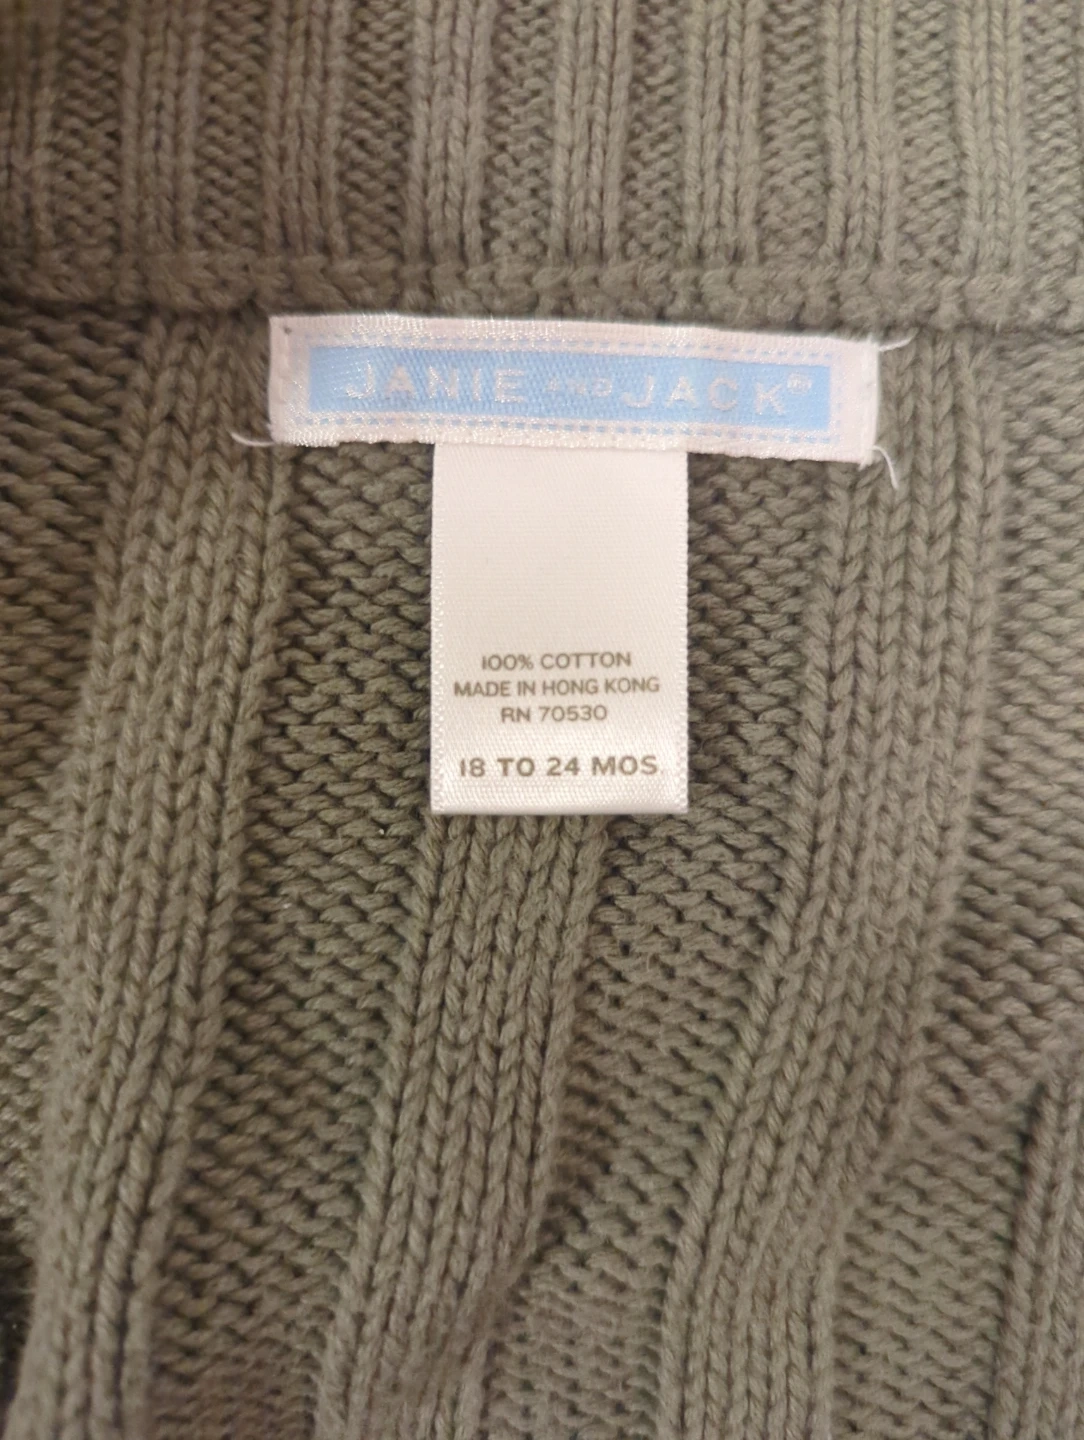 JANIE AND JACK®
100% COTTON
MADE IN HONG KONG
RN 70530
18 TO 24 MOS.